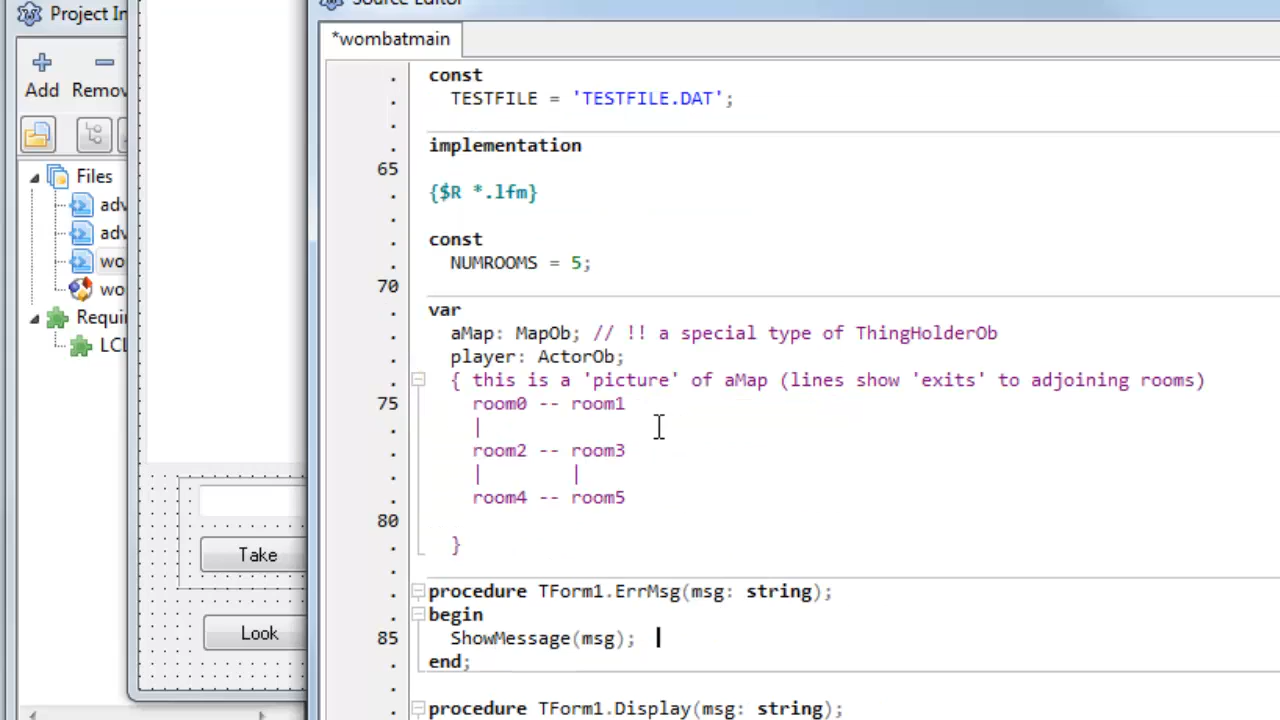 Project In
Source Editor
*wombatmain
Add Remov
const
TESTFILE = 'TESTFILE.DAT';
implementation
65
{$R *.lfm}
const
NUMROOMS = 5;
70
var
aMap: MapOb; // !! a special type of ThingHolderOb
player: ActorOb;
{ this is a 'picture' of aMap (lines show 'exits' to adjoining rooms)
75 room0 -- room1
|
room2 -- room3
| |
room4 -- room5
80
}
procedure TForm1.ErrMsg(msg: string);
begin
85 ShowMessage(msg);
end;
procedure TForm1.Display(msg: string);
Files
adv
adv
wo
wo
Requir
LCL
Take
Look